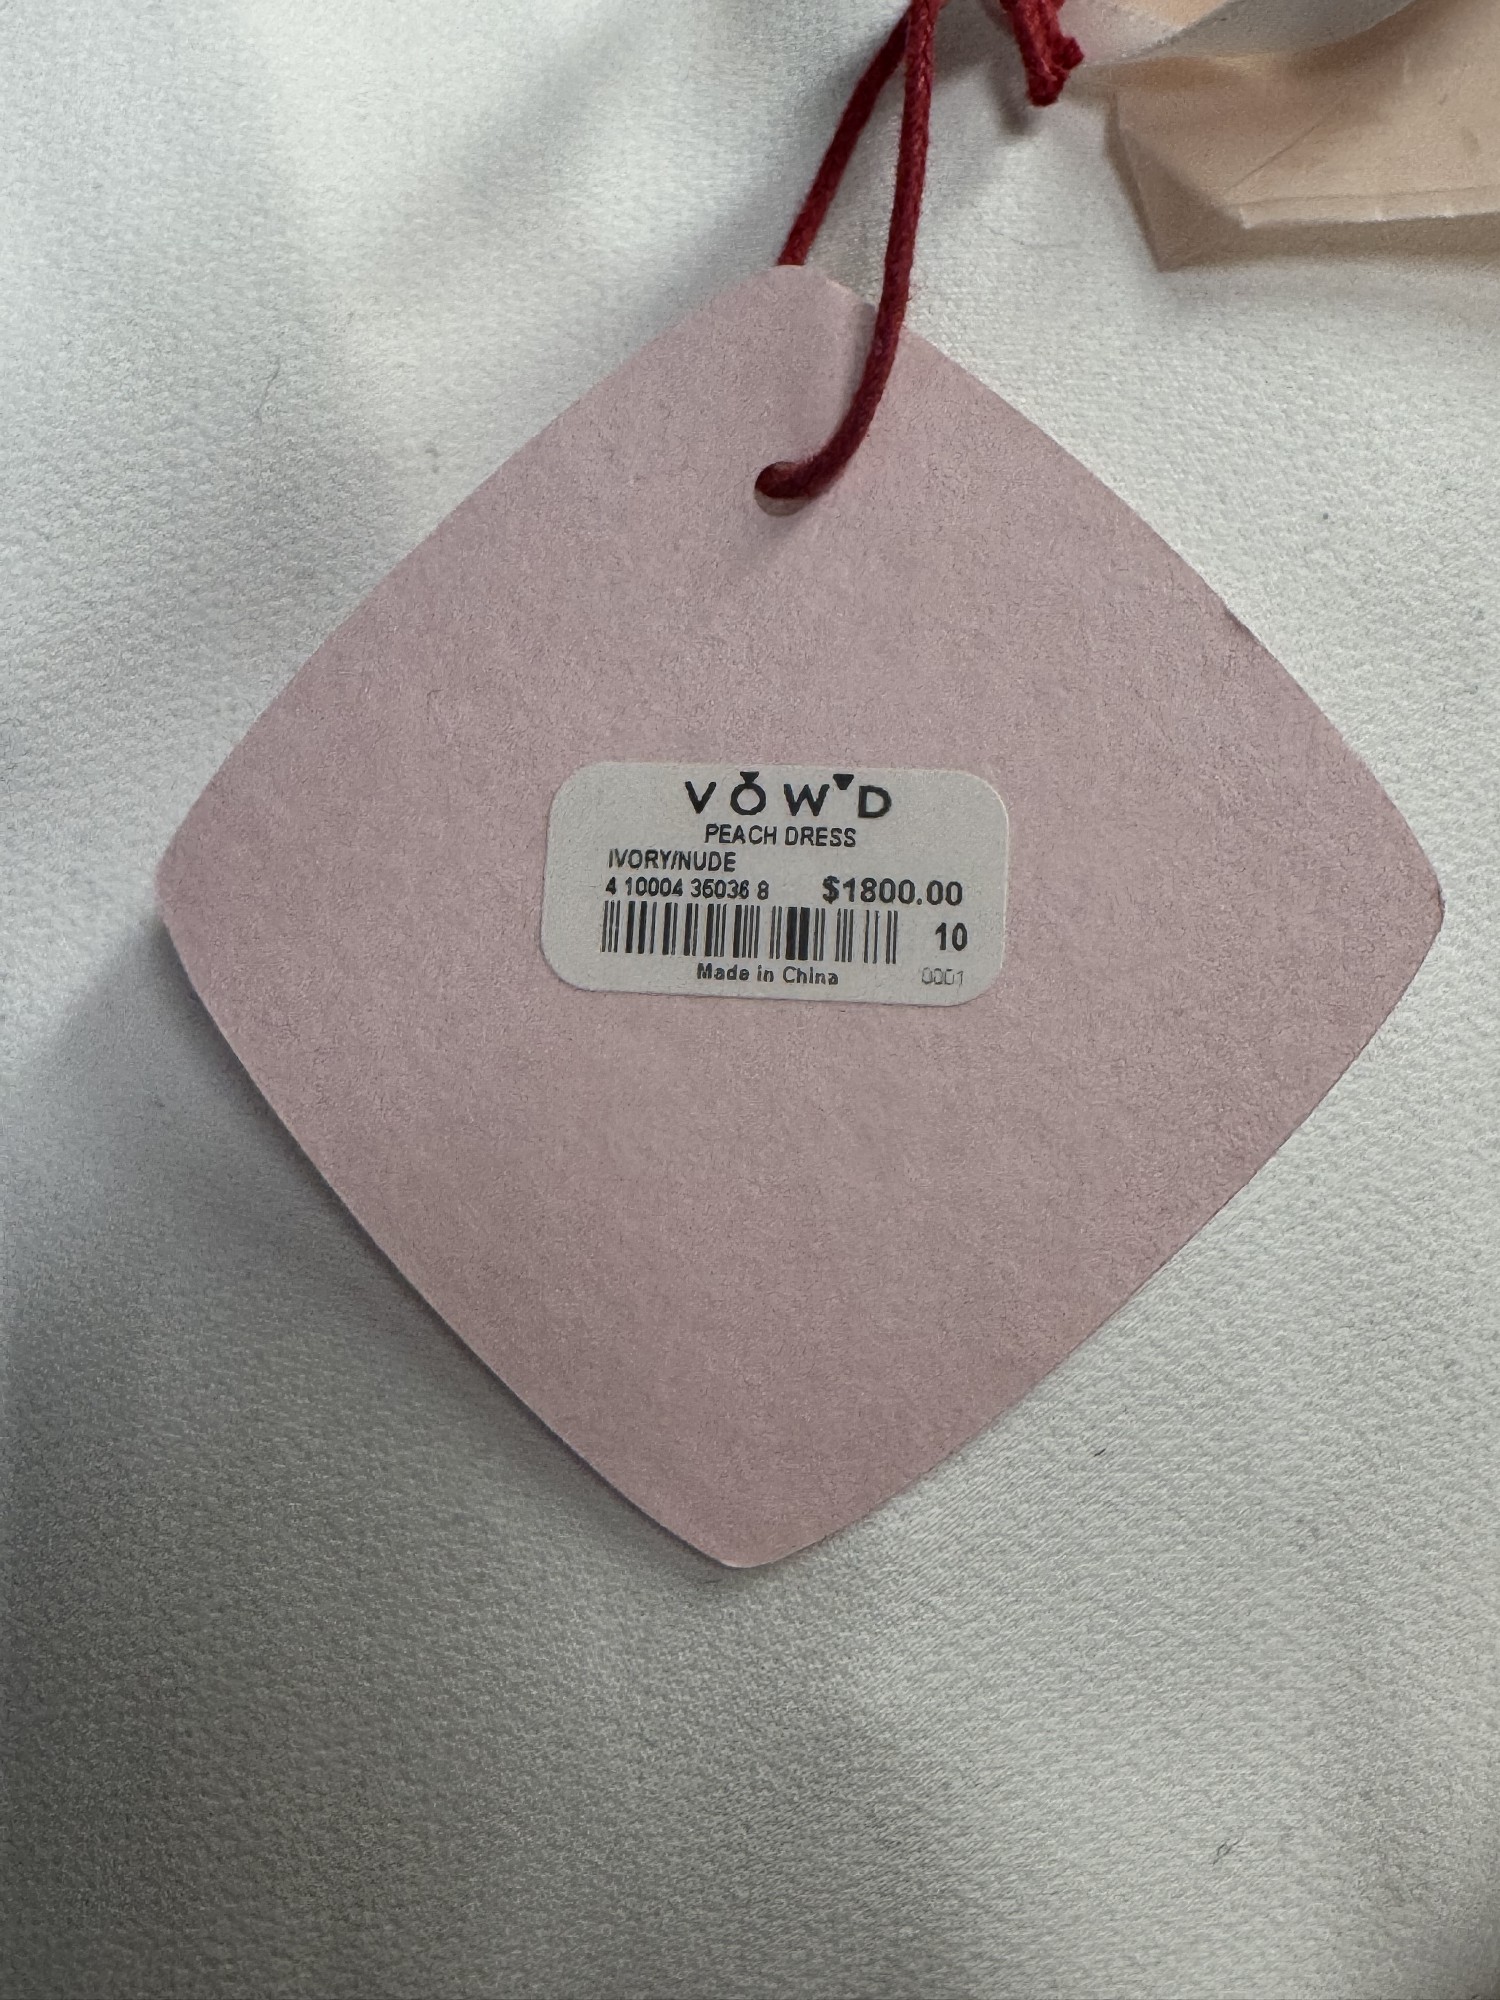 VOW'D
PEACH DRESS
IVORY/NUDE
4 10004 35036 8 $1800.00
10
Made in China 0001